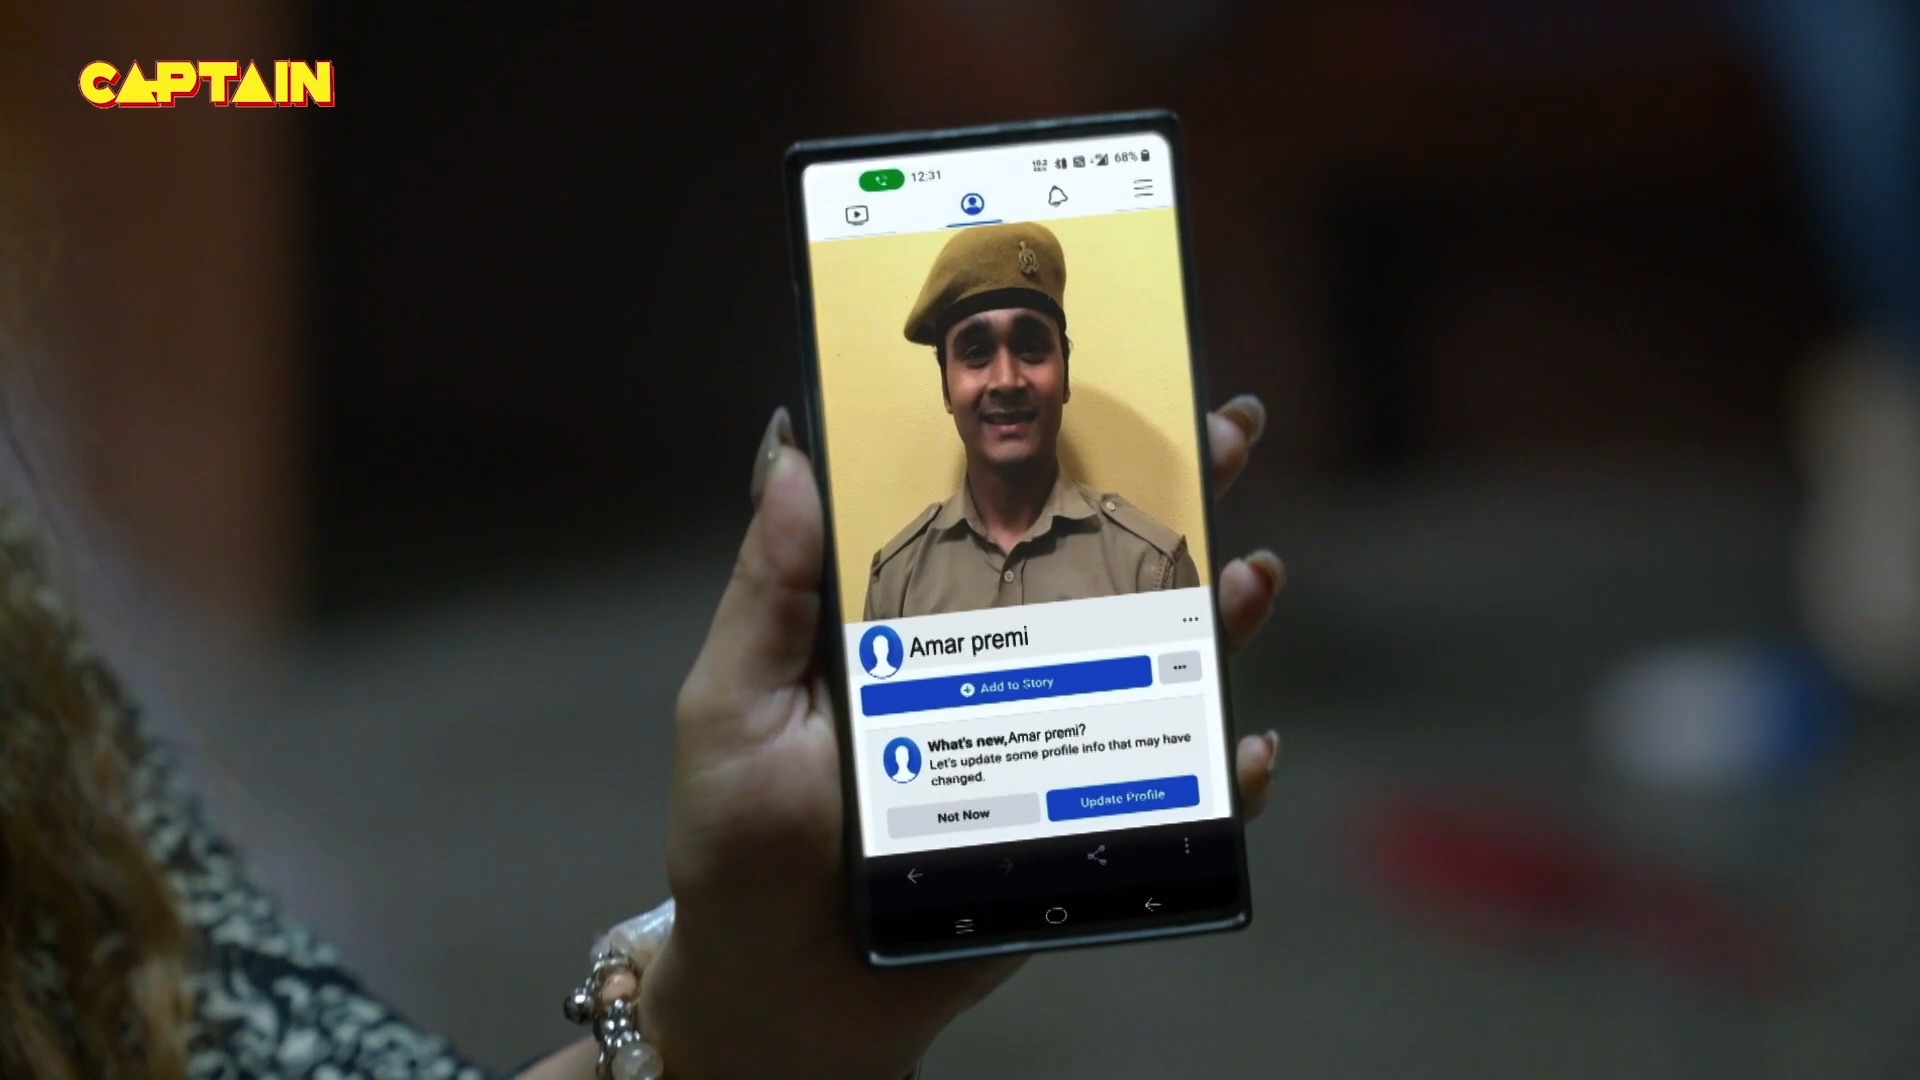 CAPTAIN
12:31
68%
Amar premi
Add to Story
What's new,Amar premi?
Let's update some profile info that may have
changed.
Not Now
Update Profile